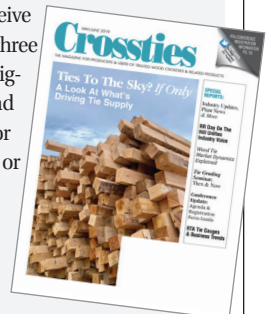 eive
three
ig-
nd
or
or
MAY/JUNE 2019
Crossties
THE MAGAZINE FOR PRODUCERS & USERS OF TREATED WOOD CROSSTIES & RELATED PRODUCTS
Ties To The Sky? If Only
A Look At What's
Driving Tie Supply
SPECIAL
REPORTS:
Industry Updates,
Plant News
& More
RR Day On The
Hill Unifies
Industry Voice
Wood Tie
Market Dynamics
Explained
Tie Grading
Seminar:
Then & Now
Conference
Update:
Agenda &
Registration
RTA Tie Gauges
& Business Trends